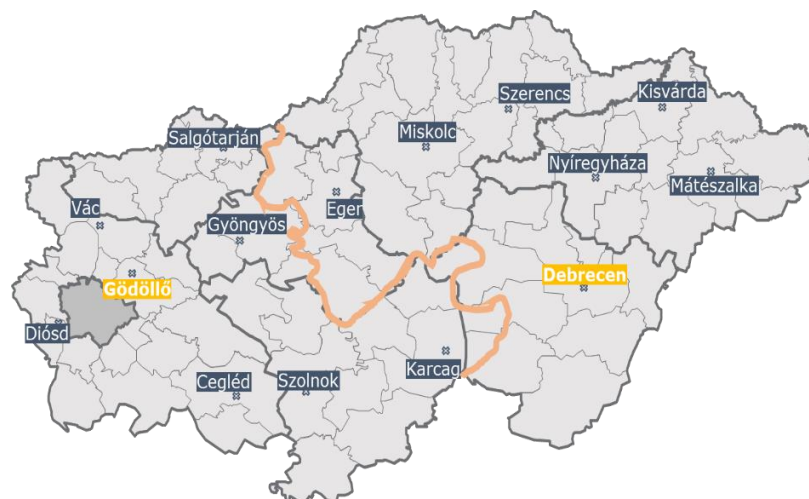 Szerencs
Kisvárda
Salgótarján
Miskolc
Nyíregyháza
Mátészalka
Vác
Eger
Gyöngyös
Debrecen
Gödöllő
Diósd
Karcag
Cegléd
Szolnok